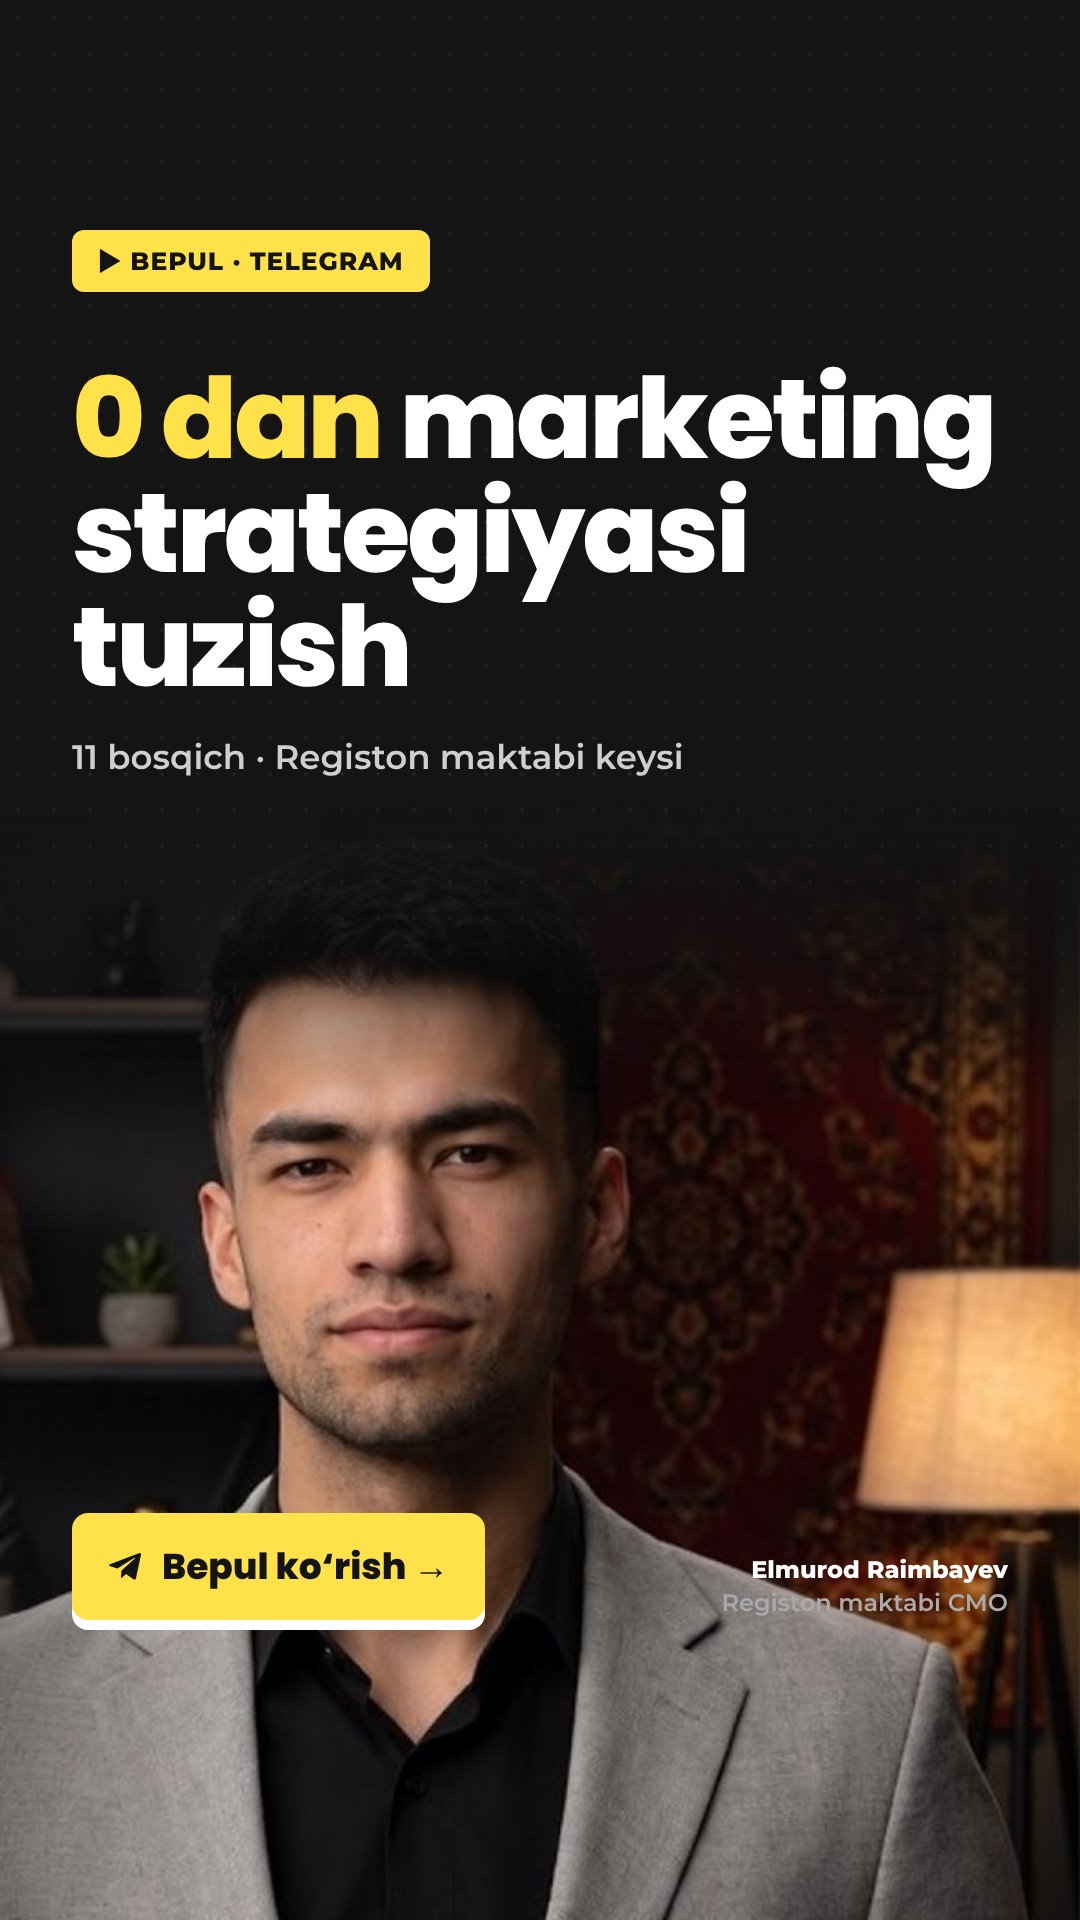 ▶ BEPUL · TELEGRAM
0 dan marketing
strategiyasi
tuzish
11 bosqich · Registon maktabi keysi
Bepul ko‘rish →
Elmurod Raimbayev
Registon maktabi CMO